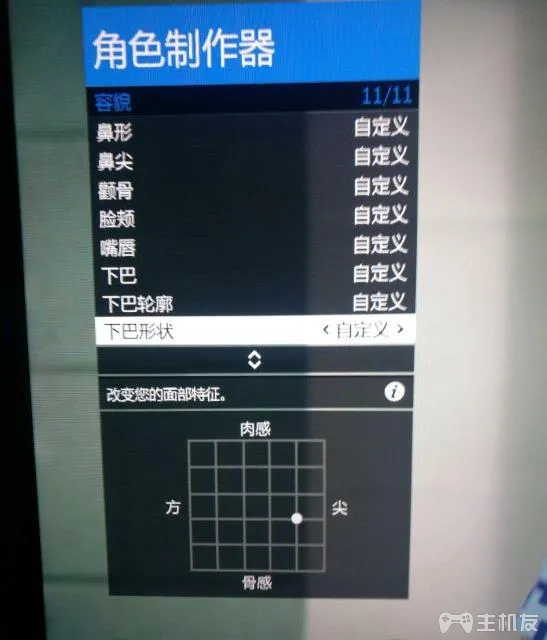 角色制作器
容貌 11/11
鼻形 自定义
鼻尖 自定义
颧骨 自定义
脸颊 自定义
嘴唇 自定义
下巴 自定义
下巴轮廓 自定义
下巴形状 ‹ 自定义 ›
改变您的面部特征。 i
肉感
方 尖
骨感
主机友